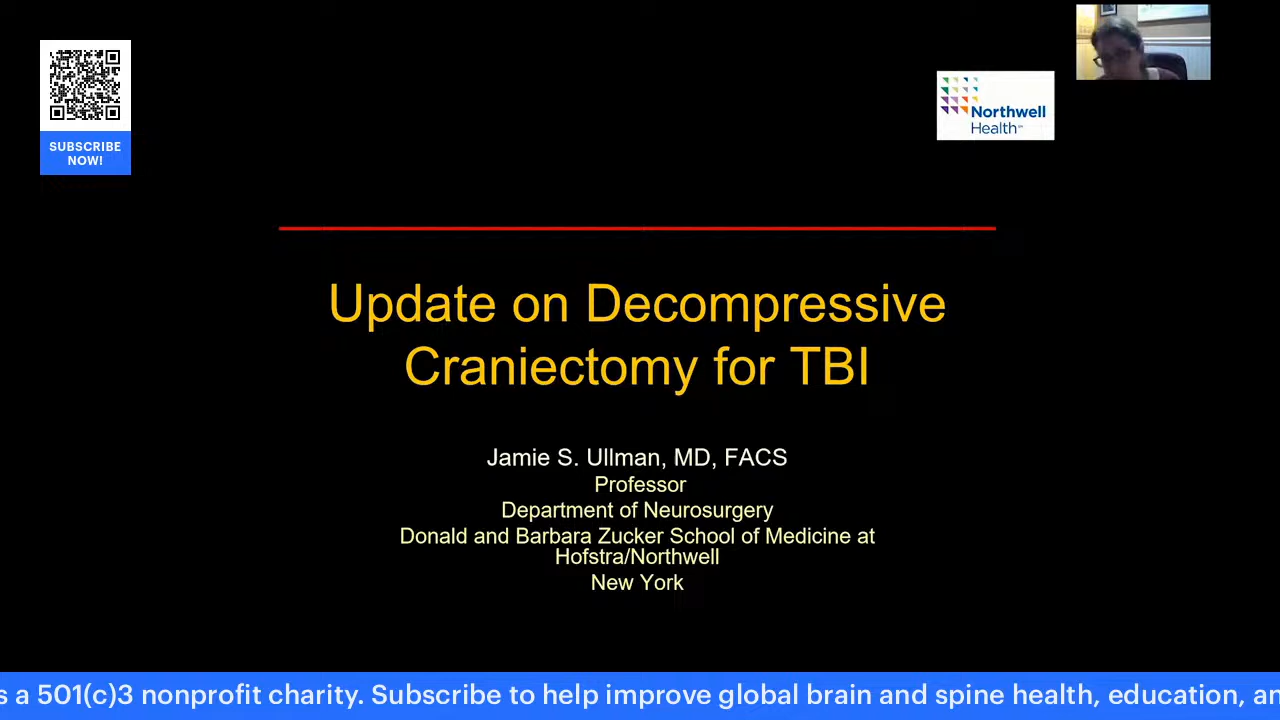 SUBSCRIBE
NOW!
Northwell
Health
Update on Decompressive
Craniectomy for TBI
Jamie S. Ullman, MD, FACS
Professor
Department of Neurosurgery
Donald and Barbara Zucker School of Medicine at
Hofstra/Northwell
New York
s a 501(c)3 nonprofit charity. Subscribe to help improve global brain and spine health, education, an